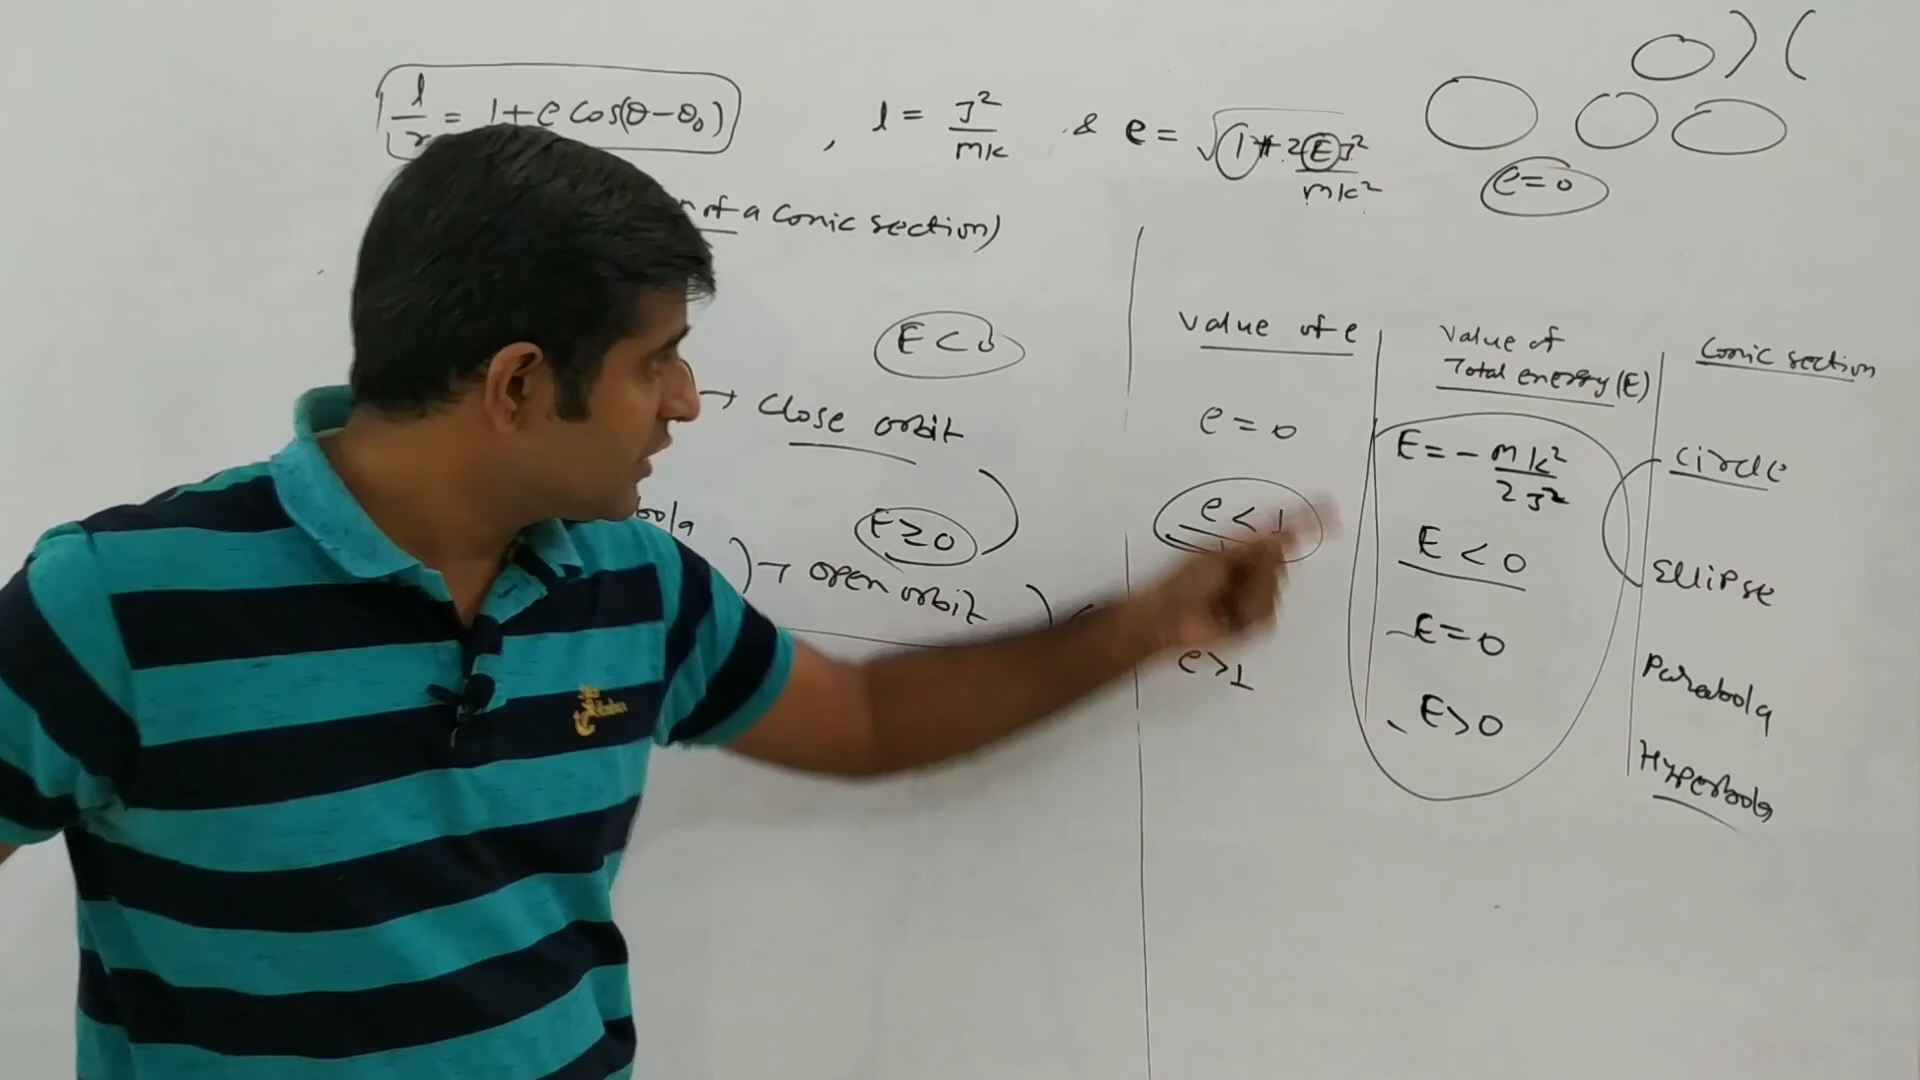 l/r = 1+e cos(θ-θ₀) , l = J²/mk & e = √1+2EJ²/mk²
e=0
of a Conic section)
E<0
→ Close orbit
bola
E≥0
→ open orbit
Value of e
Value of
Total energy (E)
Conic section
e = 0
E = - mk²/2J²
Circle
e < 1
E < 0
Ellipse
E = 0
Parabola
e>1
E>0
Hyperbola